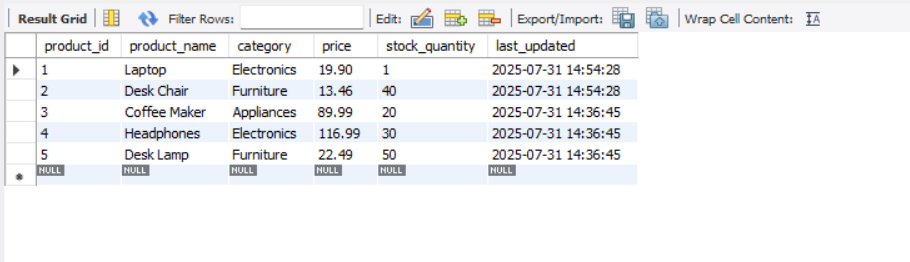 Result Grid Filter Rows: Edit: Export/Import: Wrap Cell Content: IA
product_id product_name category price stock_quantity last_updated
1 Laptop Electronics 19.90 1 2025-07-31 14:54:28
2 Desk Chair Furniture 13.46 40 2025-07-31 14:54:28
3 Coffee Maker Appliances 89.99 20 2025-07-31 14:36:45
4 Headphones Electronics 116.99 30 2025-07-31 14:36:45
5 Desk Lamp Furniture 22.49 50 2025-07-31 14:36:45
NULL NULL NULL NULL NULL NULL